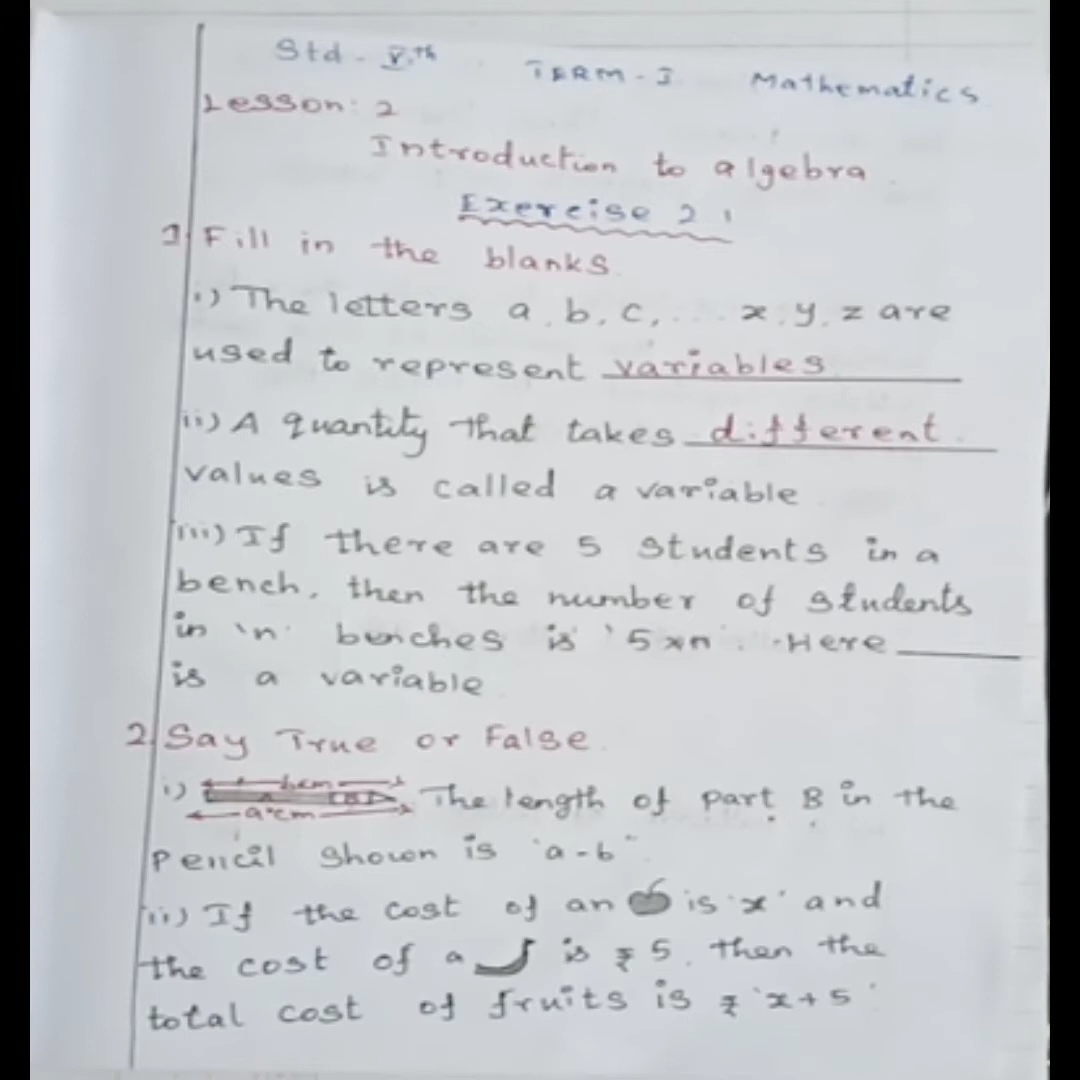 Std - VIth TERM - I Mathematics
Lesson: 2
Introduction to algebra
Exercise 2.1
1 Fill in the blanks.
i) The letters a, b, c, ... x, y, z are
used to represent variables
ii) A quantity that takes different
values is called a variable
iii) If there are 5 students in a
bench, then the number of students
in 'n' benches is '5×n'. Here ______
is a variable
2 Say True or False.
i) A B a cm The length of part B in the
Pencil shown is 'a-b'
ii) If the cost of an is 'x' and
the cost of a is ₹ 5. then the
total cost of fruits is ₹ 'x+5'